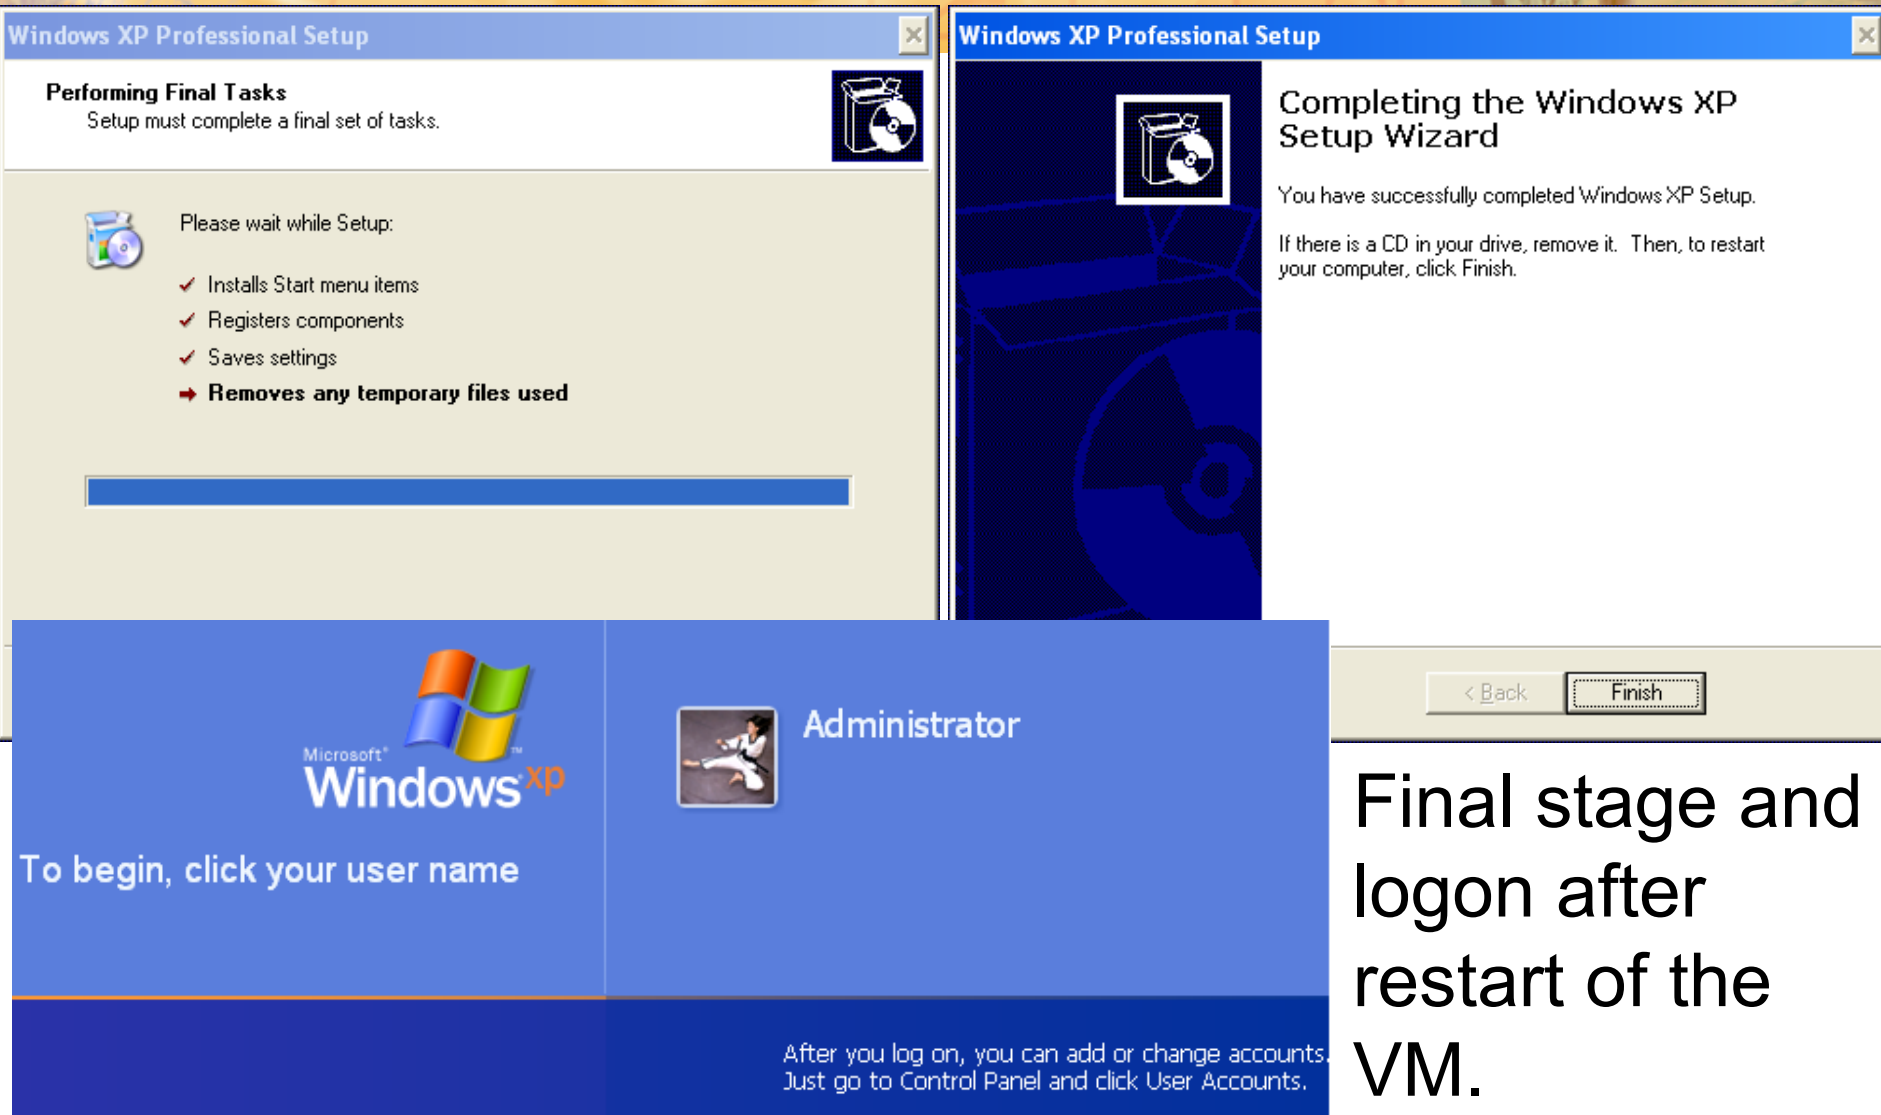 Windows XP Professional Setup
Performing Final Tasks
Setup must complete a final set of tasks.
Please wait while Setup:
Installs Start menu items
Registers components
Saves settings
Removes any temporary files used
Windows XP Professional Setup
Completing the Windows XP
Setup Wizard
You have successfully completed Windows XP Setup.
If there is a CD in your drive, remove it. Then, to restart
your computer, click Finish.
< Back Finish
Microsoft®
Windows xp ™
To begin, click your user name
Administrator
After you log on, you can add or change accounts.
Just go to Control Panel and click User Accounts.
Final stage and
logon after
restart of the
VM.